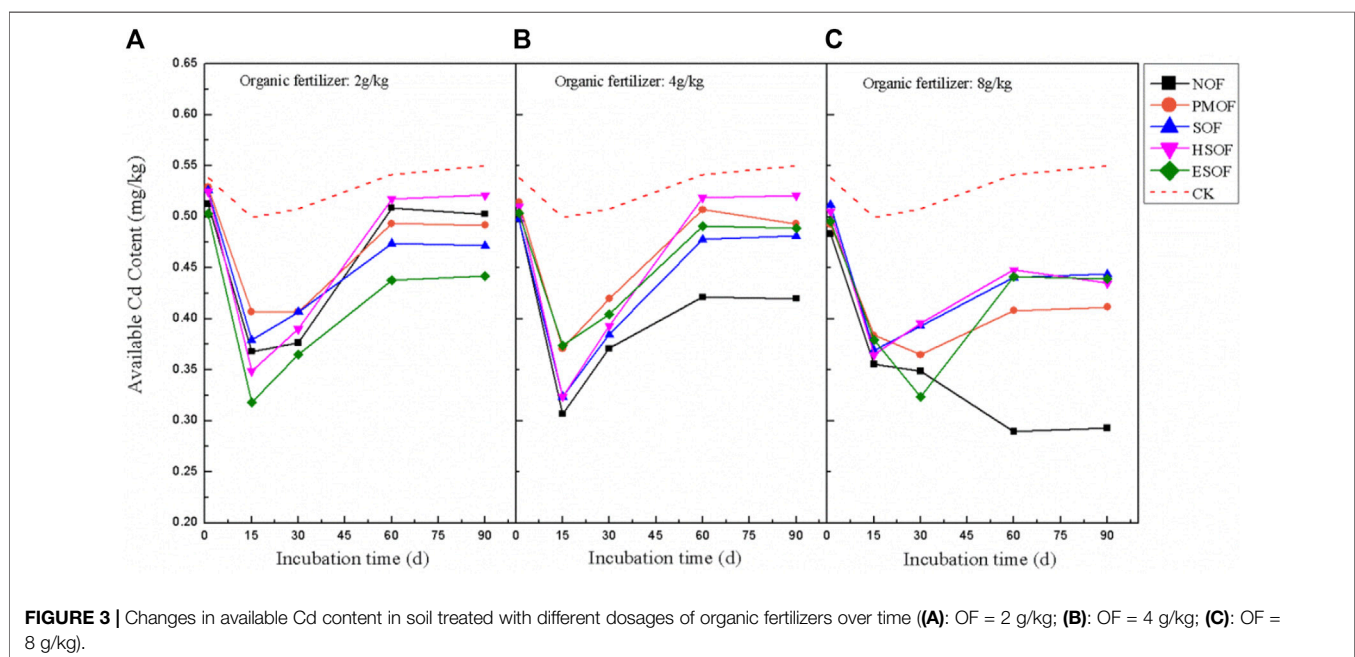 A
B
C
Organic fertilizer: 2g/kg
Organic fertilizer: 4g/kg
Organic fertilizer: 8g/kg
NOF
PMOF
SOF
HSOF
ESOF
CK
Available Cd Cotent (mg/kg)
0.65
0.60
0.55
0.50
0.45
0.40
0.35
0.30
0.25
0.20
0 15 30 45 60 75 90
0 15 30 45 60 75 90
0 15 30 45 60 75 90
Incubation time (d)
Incubation time (d)
Incubation time (d)
FIGURE 3 | Changes in available Cd content in soil treated with different dosages of organic fertilizers over time ((A): OF = 2 g/kg; (B): OF = 4 g/kg; (C): OF =
8 g/kg).